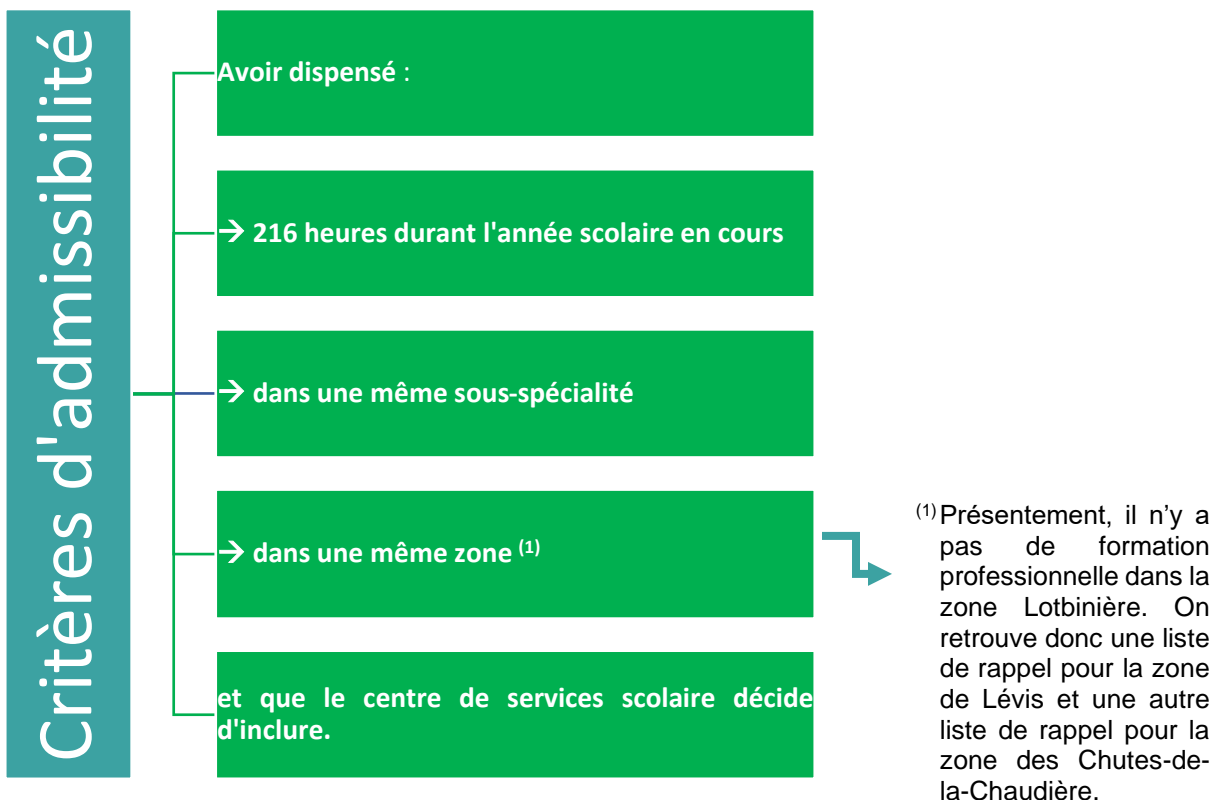 Critères d'admissibilité
Avoir dispensé :
→ 216 heures durant l'année scolaire en cours
→ dans une même sous-spécialité
→ dans une même zone (1)
et que le centre de services scolaire décide
d'inclure.
(1) Présentement, il n’y a
pas de formation
professionnelle dans la
zone Lotbinière. On
retrouve donc une liste
de rappel pour la zone
de Lévis et une autre
liste de rappel pour la
zone des Chutes-de-
la-Chaudière.